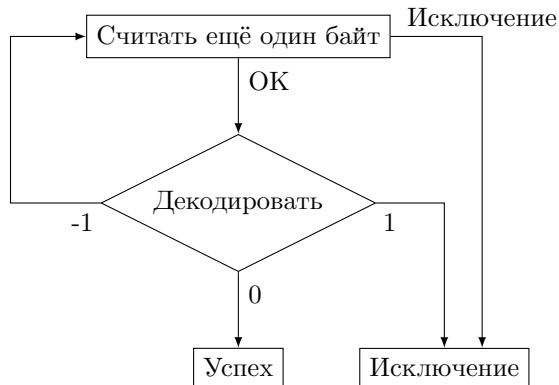 Исключение
Считать ещё один байт
OK
Декодировать
-1
1
0
Успех
Исключение